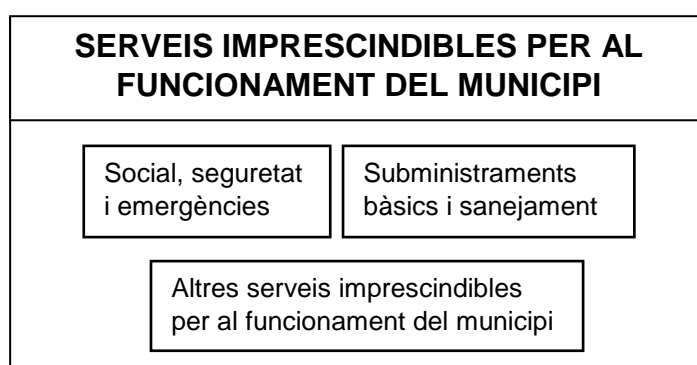 SERVEIS IMPRESCINDIBLES PER AL
FUNCIONAMENT DEL MUNICIPI
Social, seguretat
i emergències
Subministraments
bàsics i sanejament
Altres serveis imprescindibles
per al funcionament del municipi